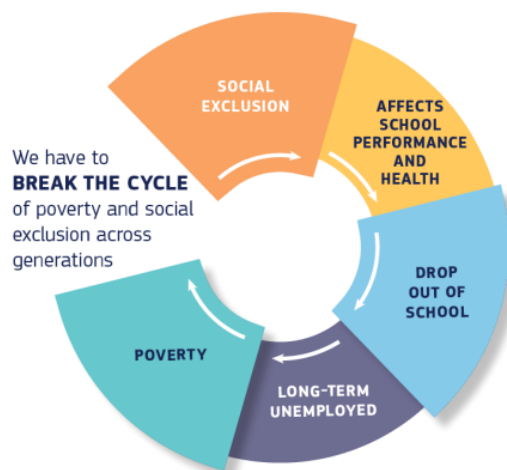 We have to
BREAK THE CYCLE
of poverty and social
exclusion across
generations
SOCIAL
EXCLUSION
AFFECTS
SCHOOL
PERFORMANCE
AND
HEALTH
DROP
OUT OF
SCHOOL
LONG-TERM
UNEMPLOYED
POVERTY